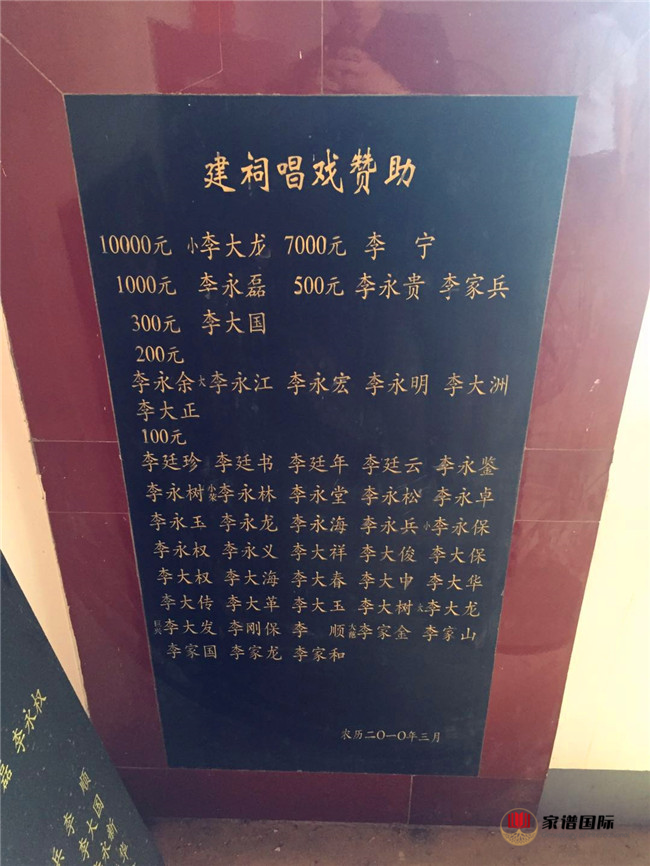 建祠唱戏赞助
10000元 小李大龙 7000元 李 宁
1000元 李永磊 500元 李永贵 李家兵
300元 李大国
200元
李永余 大李永江 李永宏 李永明 李大洲
李大正
100元
李廷珍 李廷书 李廷年 李廷云 李永鉴
李永树 李永林 李永堂 李永松 李永卓
李永玉 李永龙 李永海 李永兵 小李永保
李永权 李永义 李大祥 李大俊 李大保
李大权 李大海 李大春 李大申 李大华
李大传 李大革 李大玉 李大树 李大龙
李大发 李刚保 李 顺 李家金 李家山
李家国 李家龙 李家和
农历二〇一〇年三月
李永权
磊
李 顺
李大国
兵
家谱国际